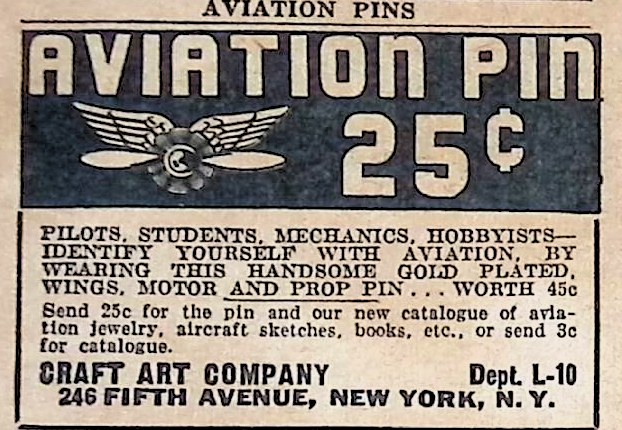 AVIATION PINS
AVIATION PIN
25¢
PILOTS, STUDENTS, MECHANICS, HOBBYISTS—
IDENTIFY YOURSELF WITH AVIATION, BY
WEARING THIS HANDSOME GOLD PLATED,
WINGS, MOTOR AND PROP PIN . . . WORTH 45c
Send 25c for the pin and our new catalogue of avia-
tion jewelry, aircraft sketches, books, etc., or send 3c
for catalogue.
CRAFT ART COMPANY Dept. L-10
246 FIFTH AVENUE, NEW YORK, N. Y.